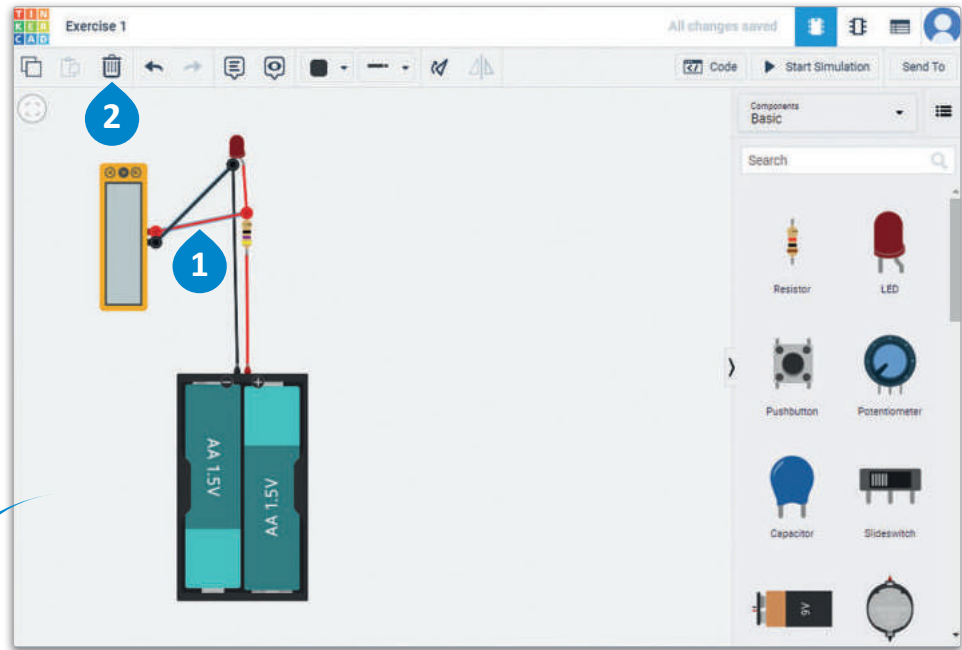 TIN
KER
CAD
Exercise 1
All changes saved
Code
Start Simulation
Send To
2
Components
Basic
Search
1
Resistor
LED
Pushbutton
Potentiometer
AA 1.5V
AA 1.5V
Capacitor
Slideswitch
9V